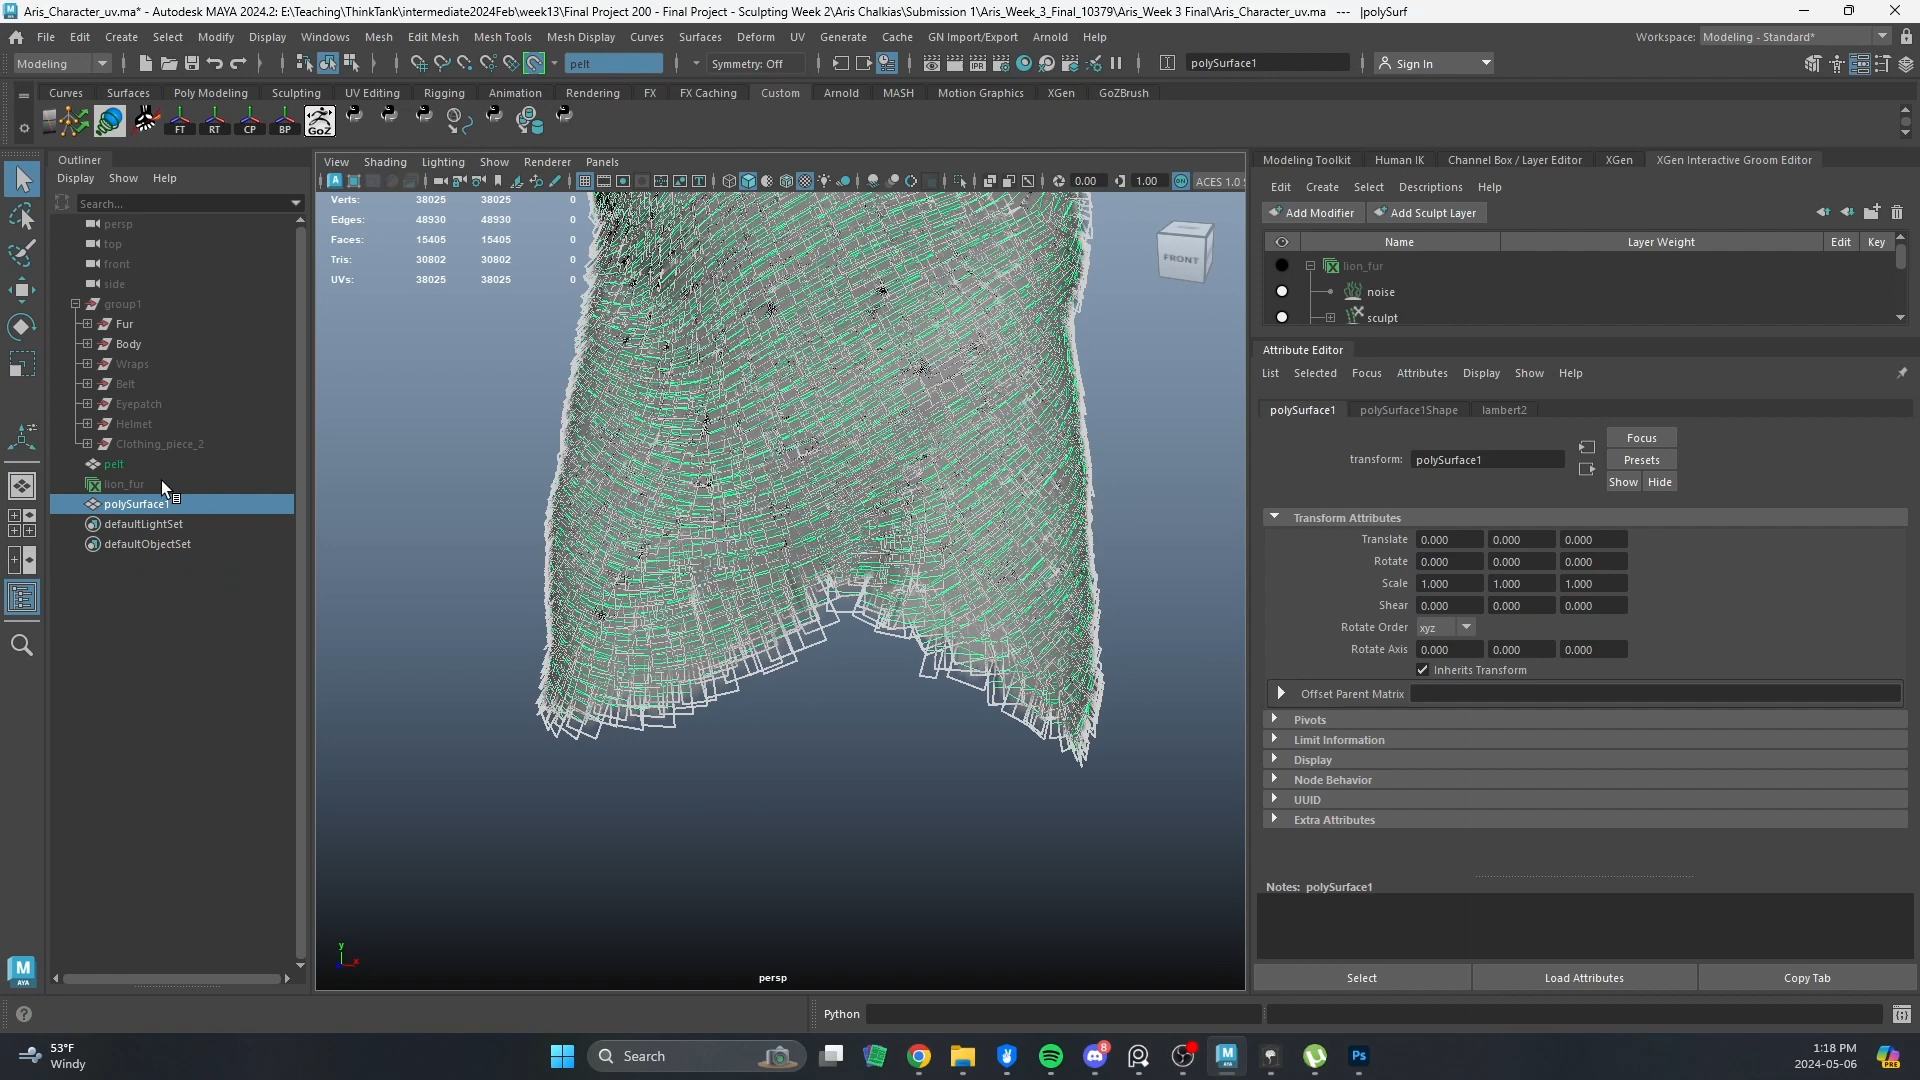 Aris_Character_uv.ma* - Autodesk MAYA 2024.2: E:\Teaching\ThinkTank\intermediate2024Feb\week13\Final Project 200 - Final Project - Sculpting Week 2\Aris Chalkias\Submission 1\Aris_Week_3_Final_10379\Aris_Week 3 Final\Aris_Character_uv.ma --- |polySurf
File Edit Create Select Modify Display Windows Mesh Edit Mesh Mesh Tools Mesh Display Curves Surfaces Deform UV Generate Cache GN Import/Export Arnold Help
Workspace: Modeling - Standard*
Modeling pelt Symmetry: Off polySurface1 Sign In
Curves Surfaces Poly Modeling Sculpting UV Editing Rigging Animation Rendering FX FX Caching Custom Arnold MASH Motion Graphics XGen GoZBrush
FT RT CP BP GoZ
Outliner
Display Show Help
Search...
persp
top
front
side
group1
Fur
Body
Wraps
Belt
Eyepatch
Helmet
Clothing_piece_2
pelt
lion_fur
polySurface1
defaultLightSet
defaultObjectSet
View Shading Lighting Show Renderer Panels
0.00 1.00 ACES 1.0
Verts: 38025 38025 0
Edges: 48930 48930 0
Faces: 15405 15405 0
Tris: 30802 30802 0
UVs: 38025 38025 0
FRONT
y
x
persp
Modeling Toolkit Human IK Channel Box / Layer Editor XGen XGen Interactive Groom Editor
Edit Create Select Descriptions Help
Add Modifier Add Sculpt Layer
Name Layer Weight Edit Key
lion_fur
noise
sculpt
Attribute Editor
List Selected Focus Attributes Display Show Help
polySurface1 polySurface1Shape lambert2
transform: polySurface1
Focus
Presets
Show Hide
Transform Attributes
Translate 0.000 0.000 0.000
Rotate 0.000 0.000 0.000
Scale 1.000 1.000 1.000
Shear 0.000 0.000 0.000
Rotate Order xyz
Rotate Axis 0.000 0.000 0.000
Inherits Transform
Offset Parent Matrix
Pivots
Limit Information
Display
Node Behavior
UUID
Extra Attributes
Notes: polySurface1
Select Load Attributes Copy Tab
Python
53°F
Windy
Search
8
Ps
1:18 PM
2024-05-06